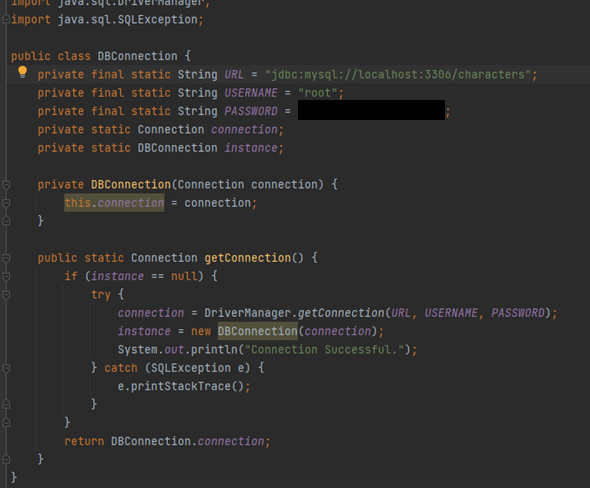 import java.sql.DriverManager;
import java.sql.SQLException;
public class DBConnection {
private final static String URL = "jdbc:mysql://localhost:3306/characters";
private final static String USERNAME = "root";
private final static String PASSWORD = ;
private static Connection connection;
private static DBConnection instance;
private DBConnection(Connection connection) {
this.connection = connection;
}
public static Connection getConnection() {
if (instance == null) {
try {
connection = DriverManager.getConnection(URL, USERNAME, PASSWORD);
instance = new DBConnection(connection);
System.out.println("Connection Successful.");
} catch (SQLException e) {
e.printStackTrace();
}
}
return DBConnection.connection;
}
}